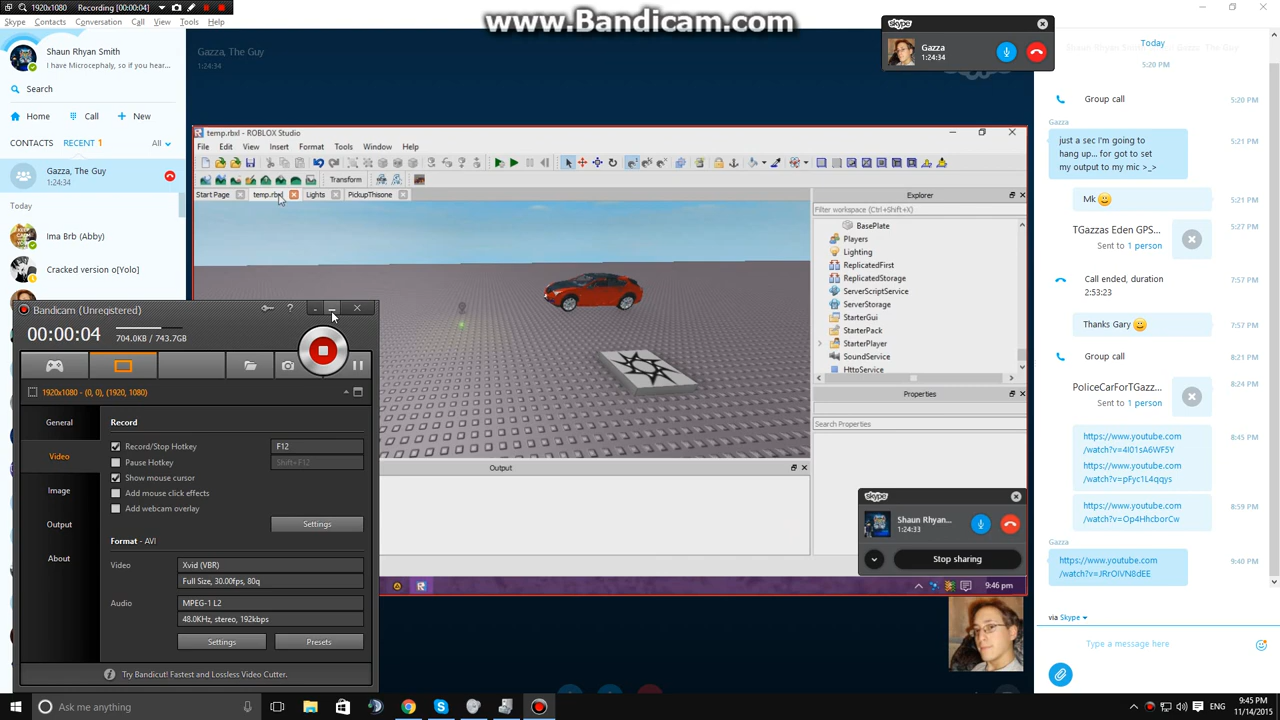 1920x1080
Recording [00:00:04]
www.Bandicam.com
Skype Contacts Conversation Call View Tools Help
Shaun Rhyan Smith
I have Microcephaly, so if you hear...
Search
Home Call New
CONTACTS RECENT 1 All
Gazza, The Guy
1:24:34
Today
Ima Brb (Abby)
Cracked version o[Yolo]
Gazza, The Guy
1:24:34
skype
Gazza
1:24:34
temp.rbxl - ROBLOX Studio
File Edit View Insert Format Tools Window Help
Transform
Start Page temp.rbxl Lights PickupThisone
Explorer
Filter workspace (Ctrl+Shift+X)
BasePlate
Players
Lighting
ReplicatedFirst
ReplicatedStorage
ServerScriptService
ServerStorage
StarterGui
StarterPack
StarterPlayer
SoundService
HttpService
Properties
Search Properties
Output
skype
Shaun Rhyan...
1:24:33
Stop sharing
9:46 pm
Bandicam (Unregistered)
00:00:04
704.0KB / 743.7GB
1920x1080 - (0, 0), (1920, 1080)
General
Video
Image
Output
About
Record
Record/Stop Hotkey F12
Pause Hotkey Shift+F12
Show mouse cursor
Add mouse click effects
Add webcam overlay
Settings
Format - AVI
Video Xvid (VBR)
Full Size, 30.00fps, 80q
Audio MPEG-1 L2
48.0KHz, stereo, 192kbps
Settings Presets
Try Bandicut! Fastest and Lossless Video Cutter.
Today
5:20 PM
Group call 5:20 PM
Gazza
just a sec I'm going to
hang up... for got to set
my output to my mic >_> 5:21 PM
Mk 5:21 PM
TGazzas Eden GPS... 5:27 PM
Sent to 1 person
Call ended, duration 7:57 PM
2:53:23
Thanks Gary 7:57 PM
Group call 8:21 PM
PoliceCarForTGazz... 8:24 PM
Sent to 1 person
https://www.youtube.com 8:45 PM
/watch?v=4I01sA6WF5Y
https://www.youtube.com
/watch?v=pFyc1L4qqys
https://www.youtube.com 8:59 PM
/watch?v=Op4HhcborCw
Gazza
https://www.youtube.com 9:40 PM
/watch?v=JRrOIVN8dEE
via Skype
Type a message here
Ask me anything
ENG
9:45 PM
11/14/2015